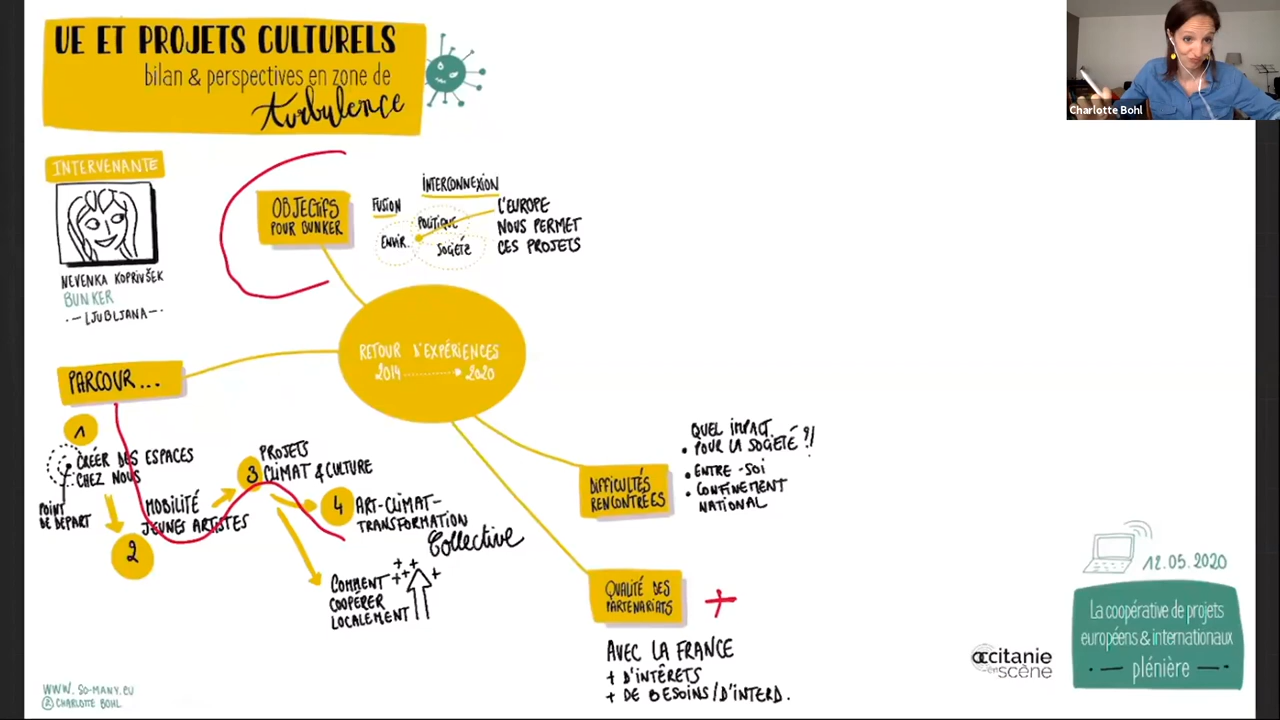 UE ET PROJETS CULTURELS
bilan & perspectives en zone de
turbulence
Charlotte Bohl
INTERVENANTE
NEVENKA KOPRIVŠEK
BUNKER
LJUBLJANA
OBJECTIFS
POUR BUNKER
FUSION
INTERCONNEXION
POLITIQUE
ENVIR.
SOCIÉTÉ
L'EUROPE
NOUS PERMET
CES PROJETS
RETOUR D'EXPÉRIENCES
2014 ........ 2020
PARCOUR...
1
CRÉER DES ESPACES
CHEZ NOUS
POINT
DE DÉPART
2
MOBILITÉ
JEUNES ARTISTES
3
PROJETS
CLIMAT & CULTURE
4
ART-CLIMAT-
TRANSFORMATION
Collective
COMMENT
COOPÉRER
LOCALEMENT
+++++
DIFFICULTÉS
RENCONTRÉES
QUEL IMPACT
• POUR LA SOCIÉTÉ ?!
• ENTRE-SOI
• CONFINEMENT
NATIONAL
QUALITÉ DES
PARTENARIATS
+
AVEC LA FRANCE
+ D'INTÉRÊTS
+ DE BESOINS/D'INTERD.
12.05.2020
La coopérative de projets
européens & internationaux
plénière
occitanie
en scène
WWW.SO-MANY.EU
@ CHARLOTTE BOHL